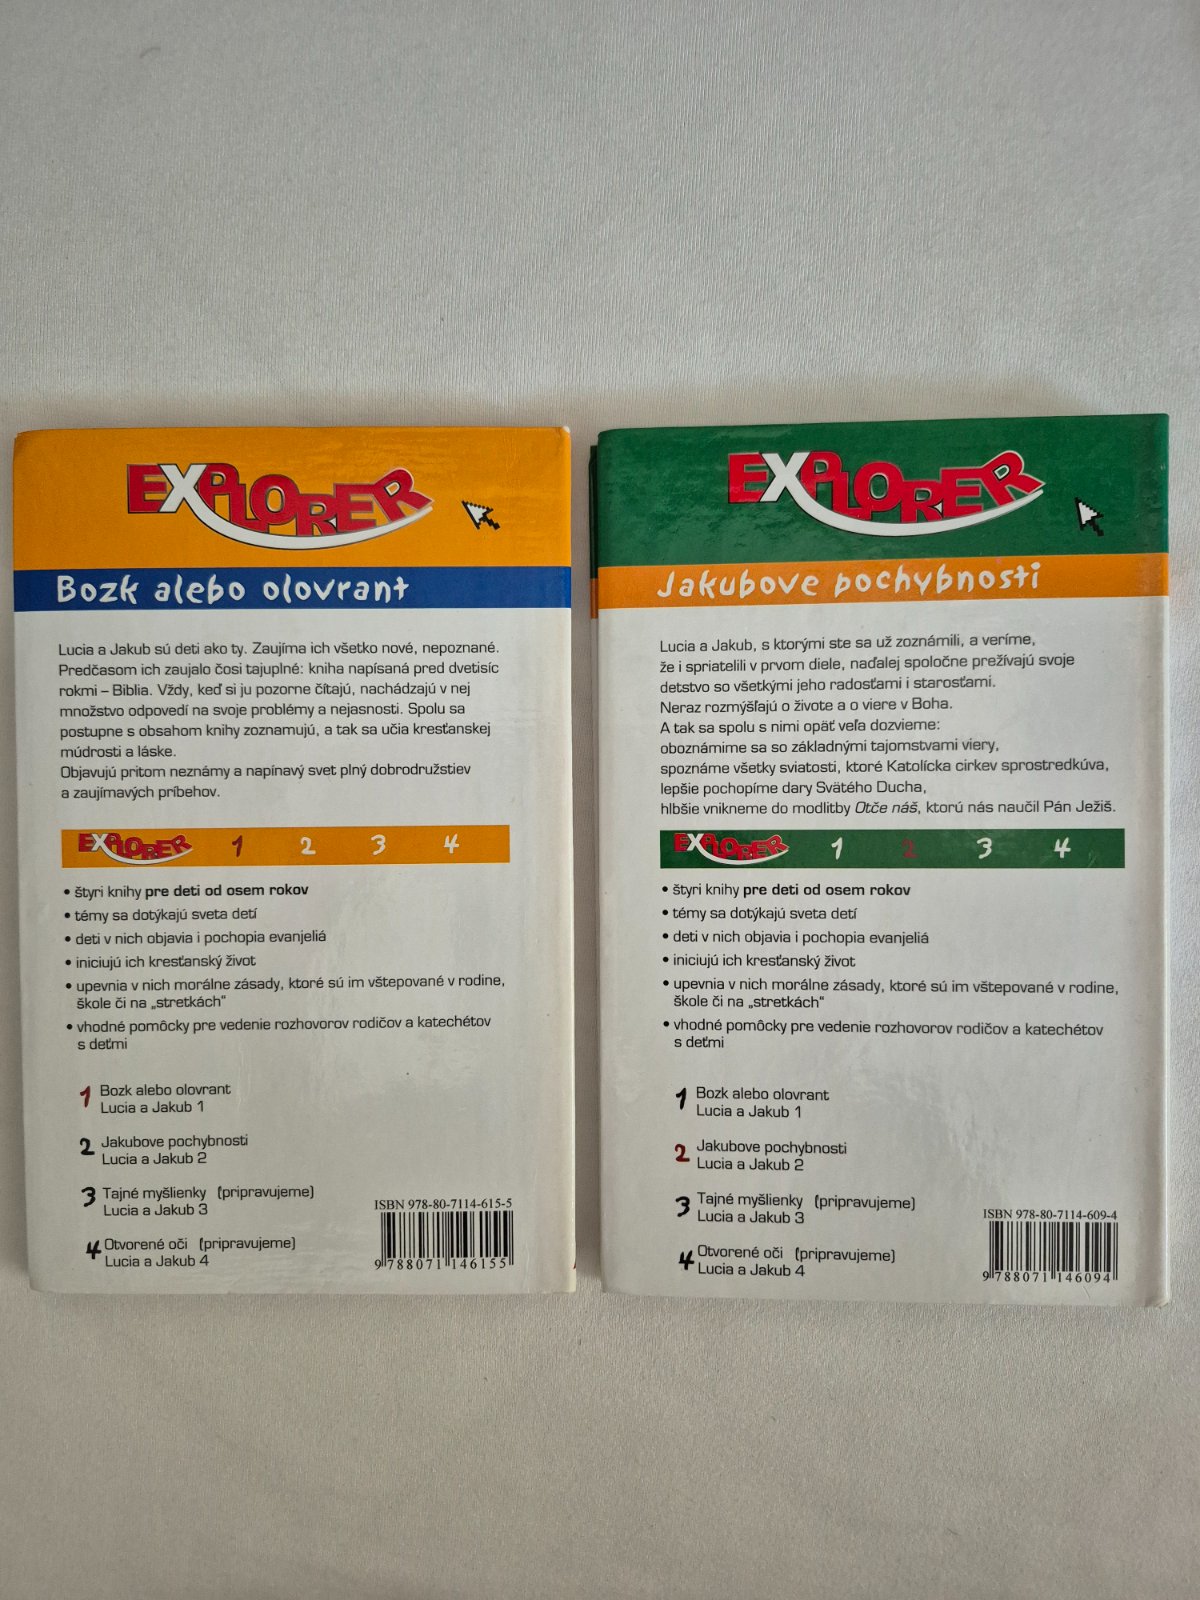 EXPLORER
Bozk alebo olovrant
Lucia a Jakub sú deti ako ty. Zaujíma ich všetko nové, nepoznané.
Predčasom ich zaujalo čosi tajuplné: kniha napísaná pred dvetisíc
rokmi – Biblia. Vždy, keď si ju pozorne čítajú, nachádzajú v nej
množstvo odpovedí na svoje problémy a nejasnosti. Spolu sa
postupne s obsahom knihy zoznamujú, a tak sa učia kresťanskej
múdrosti a láske.
Objavujú pritom neznámy a napínavý svet plný dobrodružstiev
a zaujímavých príbehov.
EXPLORER 1 2 3 4
• štyri knihy pre deti od osem rokov
• témy sa dotýkajú sveta detí
• deti v nich objavia i pochopia evanjeliá
• iniciujú ich kresťanský život
• upevnia v nich morálne zásady, ktoré sú im vštepované v rodine,
škole či na „stretkách“
• vhodné pomôcky pre vedenie rozhovorov rodičov a katechétov
s deťmi
1 Bozk alebo olovrant
Lucia a Jakub 1
2 Jakubove pochybnosti
Lucia a Jakub 2
3 Tajné myšlienky (pripravujeme)
Lucia a Jakub 3
4 Otvorené oči (pripravujeme)
Lucia a Jakub 4
ISBN 978-80-7114-615-5
9 788071 146155
EXPLORER
Jakubove pochybnosti
Lucia a Jakub, s ktorými ste sa už zoznámili, a veríme,
že i spriatelili v prvom diele, naďalej spoločne prežívajú svoje
detstvo so všetkými jeho radosťami i starosťami.
Neraz rozmýšľajú o živote a o viere v Boha.
A tak sa spolu s nimi opäť veľa dozvieme:
oboznámime sa so základnými tajomstvami viery,
spoznáme všetky sviatosti, ktoré Katolícka cirkev sprostredkúva,
lepšie pochopíme dary Svätého Ducha,
hlbšie vnikneme do modlitby Otče náš, ktorú nás naučil Pán Ježiš.
EXPLORER 1 2 3 4
• štyri knihy pre deti od osem rokov
• témy sa dotýkajú sveta detí
• deti v nich objavia i pochopia evanjeliá
• iniciujú ich kresťanský život
• upevnia v nich morálne zásady, ktoré sú im vštepované v rodine,
škole či na „stretkách“
• vhodné pomôcky pre vedenie rozhovorov rodičov a katechétov
s deťmi
1 Bozk alebo olovrant
Lucia a Jakub 1
2 Jakubove pochybnosti
Lucia a Jakub 2
3 Tajné myšlienky (pripravujeme)
Lucia a Jakub 3
4 Otvorené oči (pripravujeme)
Lucia a Jakub 4
ISBN 978-80-7114-609-4
9 788071 146094